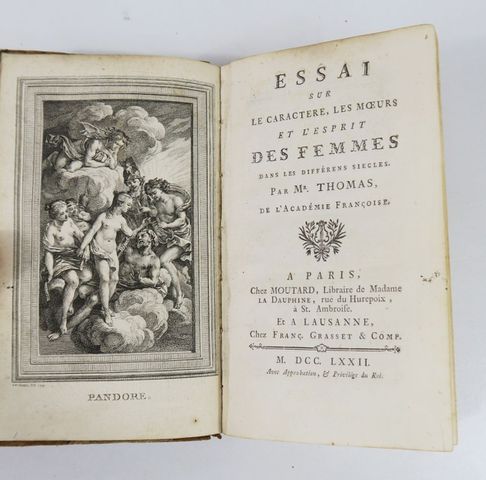 PANDORE.
ESSAI
SUR
LE CARACTERE, LES MŒURS
ET L'ESPRIT
DES FEMMES
DANS LES DIFFÉRENS SIECLES.
PAR MR. THOMAS,
DE L'ACADÉMIE FRANÇOISE.
A PARIS,
Chez MOUTARD, Libraire de Madame
LA DAUPHINE, rue du Hurepoix,
à St. Ambroise.
Et A LAUSANNE,
Chez FRANÇ. GRASSET & COMP.
M. DCC. LXXII.
Avec Approbation, & Privilége du Roi.